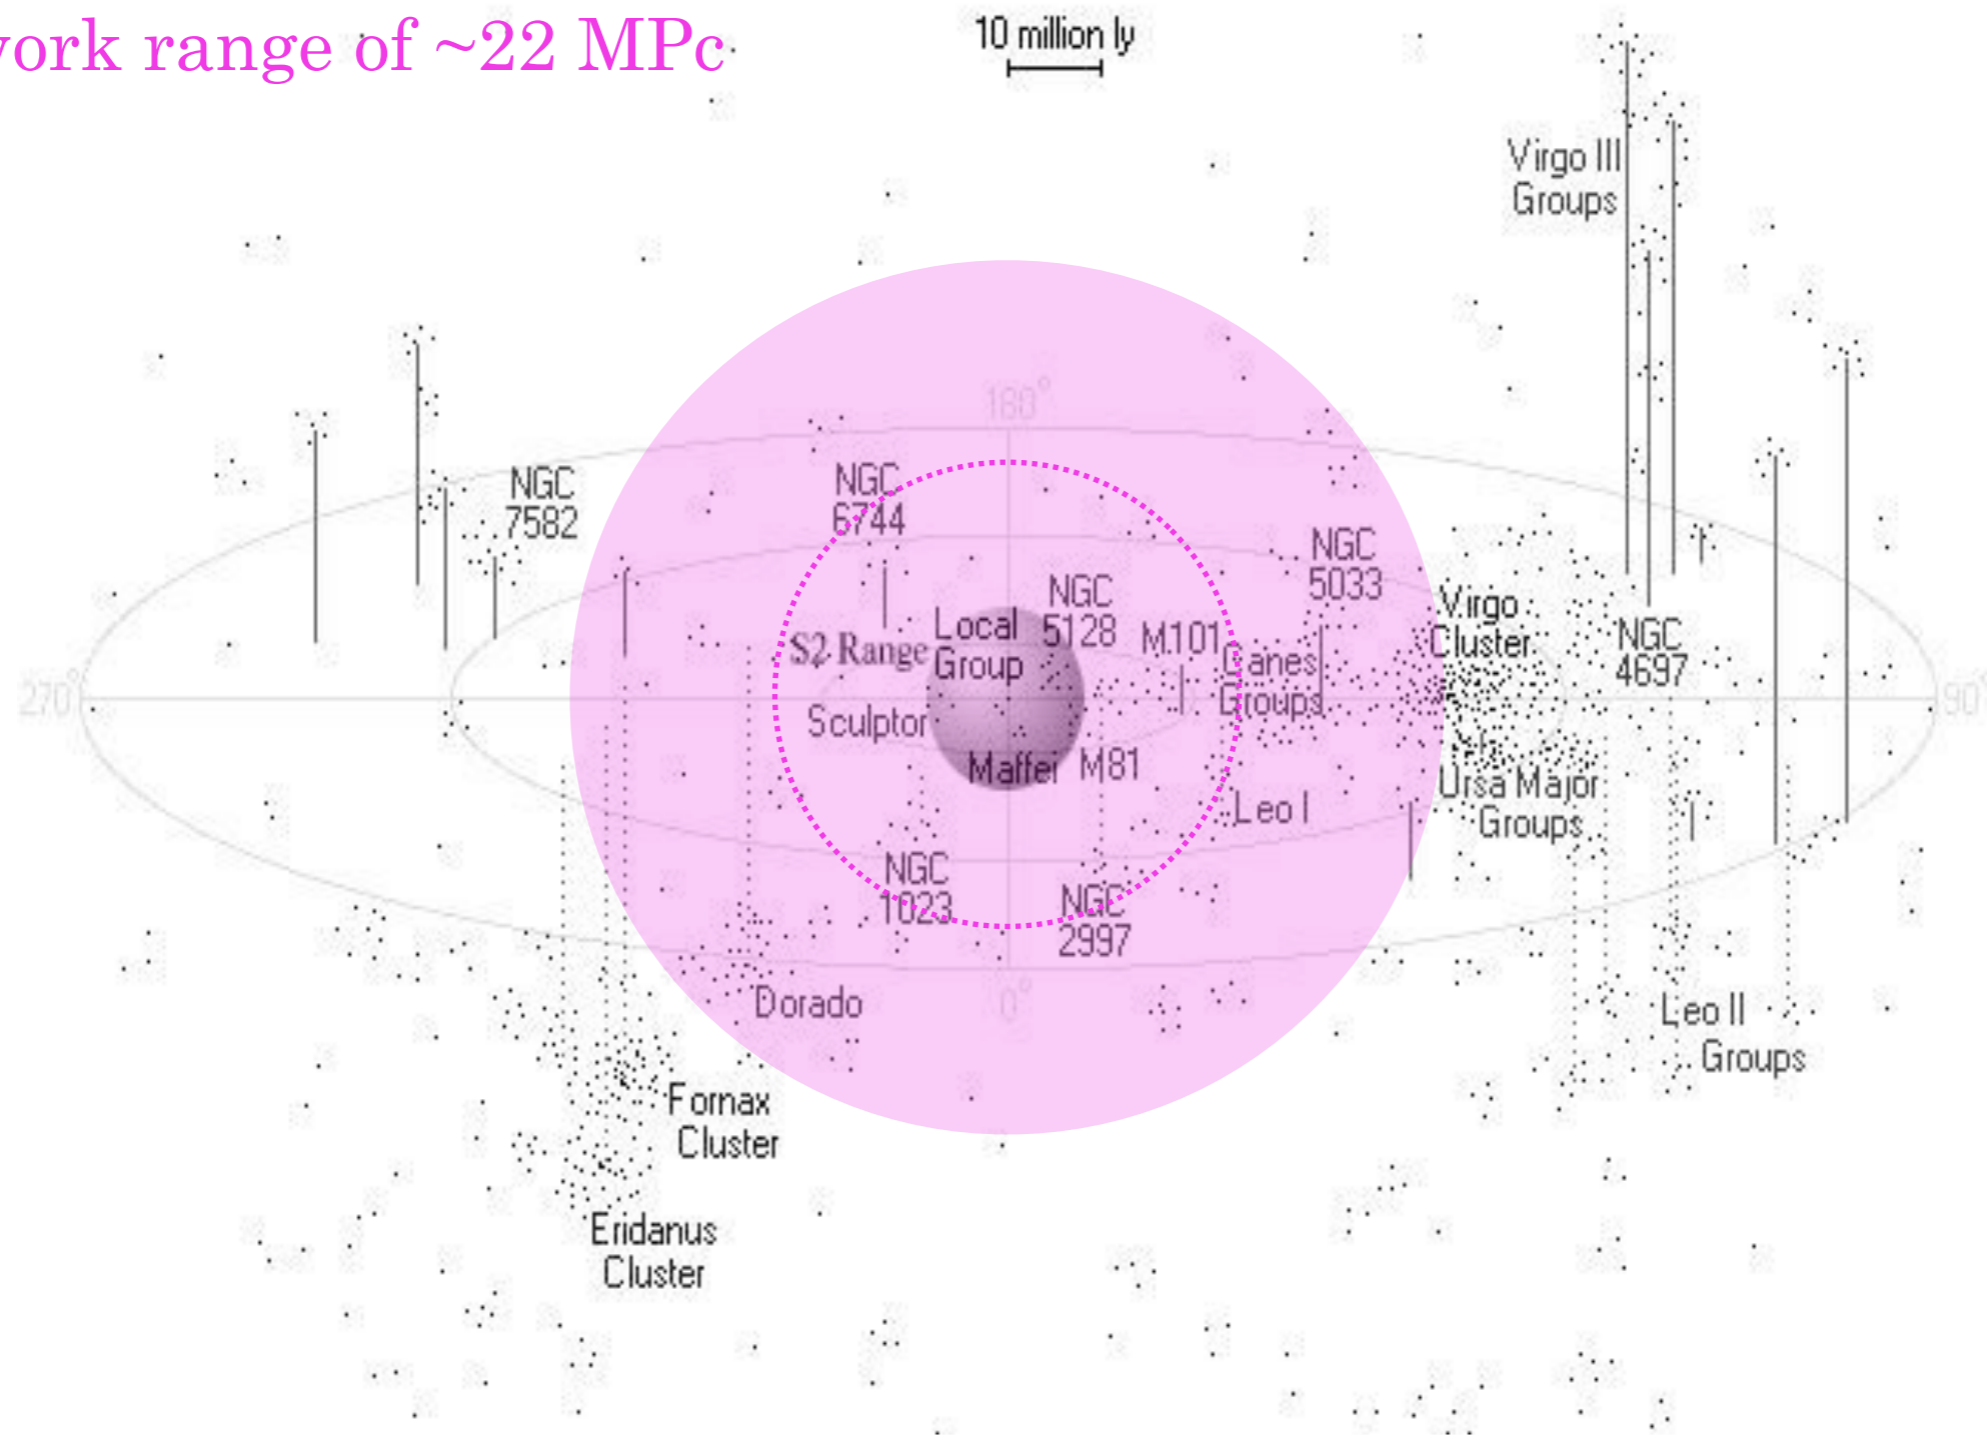 work range of ~22 MPc
10 million ly
Virgo III
Groups
180°
NGC
7582
NGC
6744
NGC
5033
NGC
5128
Local
Group
S2 Range
M101
Canes
Groups
Virgo
Cluster
NGC
4697
270°
90°
Sculptor
Maffei
M81
Leo I
Ursa Major
Groups
NGC
1023
NGC
2997
Dorado
0°
Leo II
Groups
Fornax
Cluster
Eridanus
Cluster